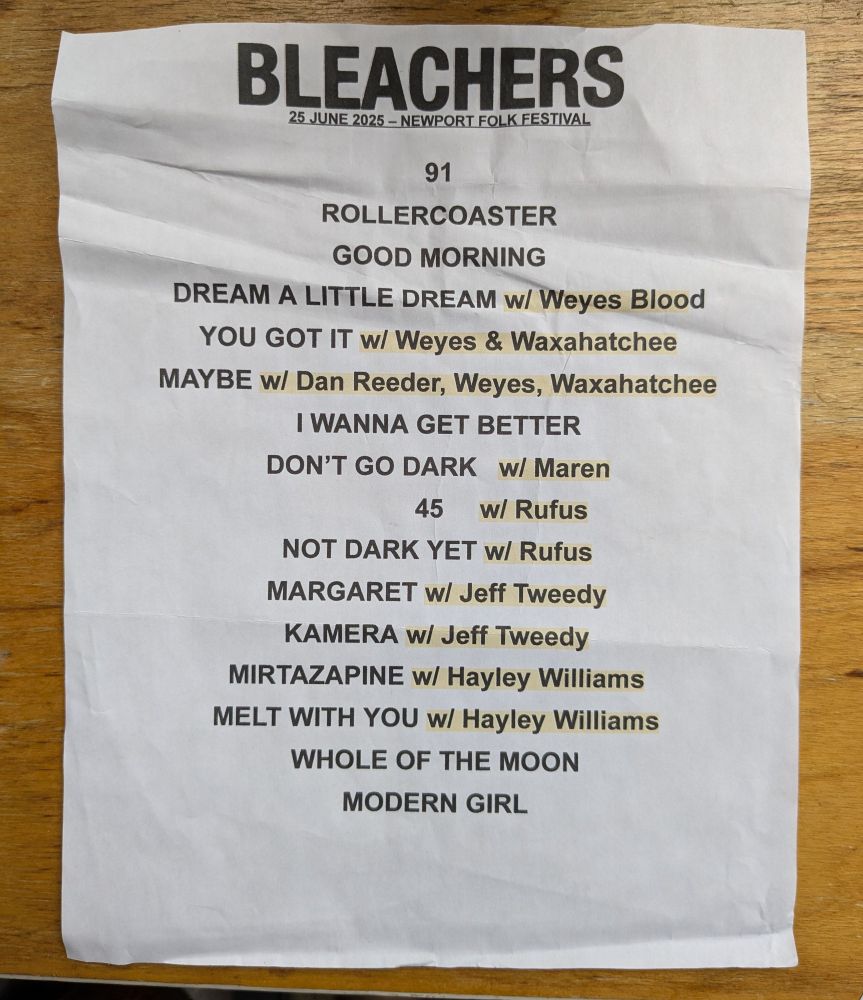 BLEACHERS
25 JUNE 2025 – NEWPORT FOLK FESTIVAL
91
ROLLERCOASTER
GOOD MORNING
DREAM A LITTLE DREAM w/ Weyes Blood
YOU GOT IT w/ Weyes & Waxahatchee
MAYBE w/ Dan Reeder, Weyes, Waxahatchee
I WANNA GET BETTER
DON'T GO DARK w/ Maren
45 w/ Rufus
NOT DARK YET w/ Rufus
MARGARET w/ Jeff Tweedy
KAMERA w/ Jeff Tweedy
MIRTAZAPINE w/ Hayley Williams
MELT WITH YOU w/ Hayley Williams
WHOLE OF THE MOON
MODERN GIRL